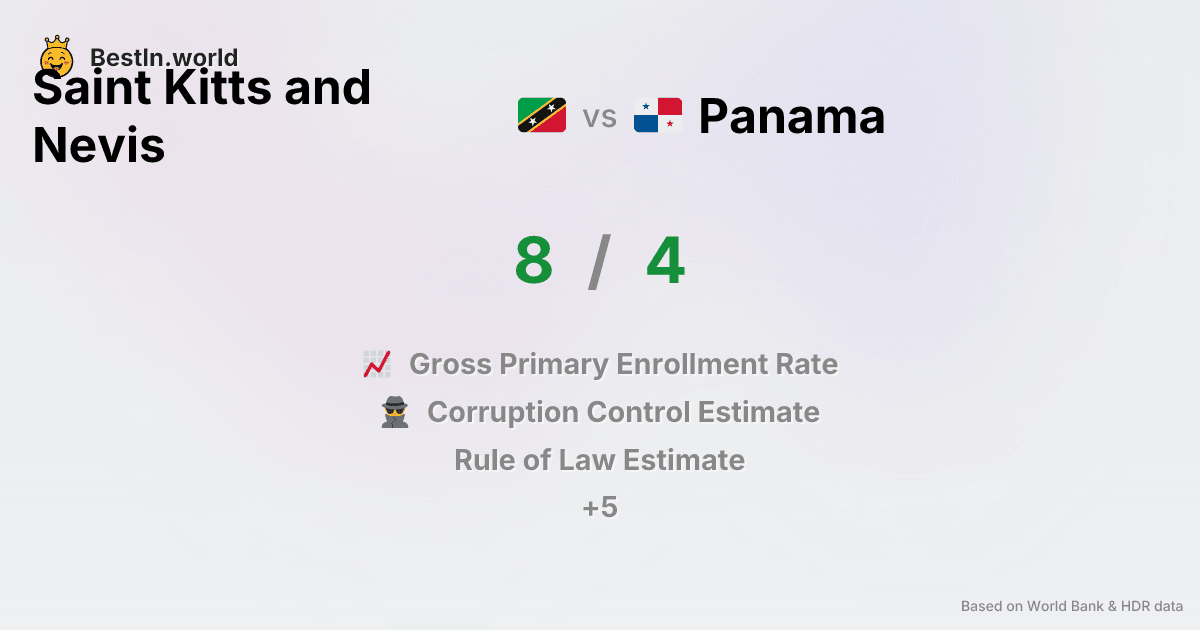 BestIn.world
Saint Kitts and
Nevis
vs
Panama
8 / 4
Gross Primary Enrollment Rate
Corruption Control Estimate
Rule of Law Estimate
+5
Based on World Bank & HDR data